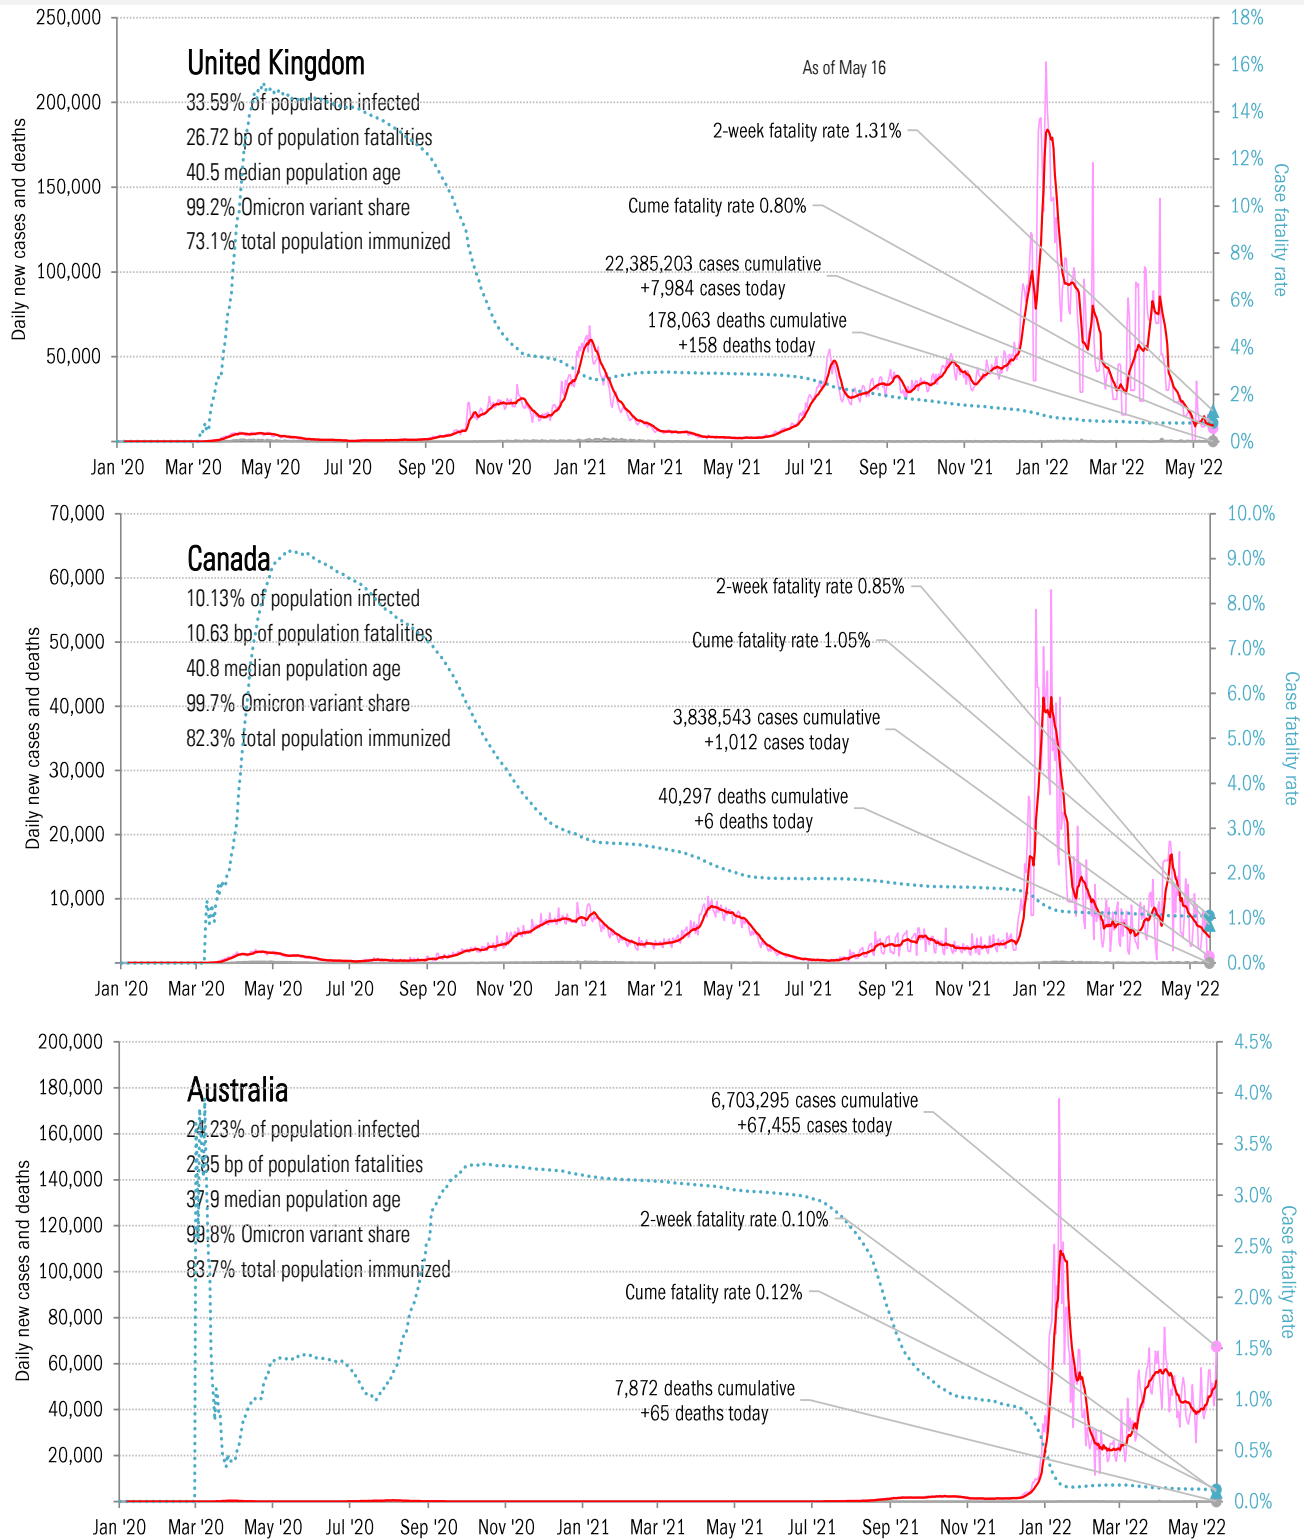 250,000
200,000
150,000
100,000
50,000
Daily new cases and deaths
United Kingdom
33.59% of population infected
26.72 bp of population fatalities
40.5 median population age
99.2% Omicron variant share
73.1% total population immunized
As of May 16
2-week fatality rate 1.31%
Cume fatality rate 0.80%
22,385,203 cases cumulative
+7,984 cases today
178,063 deaths cumulative
+158 deaths today
18%
16%
14%
12%
10%
8%
6%
4%
2%
0%
Case fatality rate
Jan '20 Mar '20 May '20 Jul '20 Sep '20 Nov '20 Jan '21 Mar '21 May '21 Jul '21 Sep '21 Nov '21 Jan '22 Mar '22 May '22
70,000
60,000
50,000
40,000
30,000
20,000
10,000
Daily new cases and deaths
Canada
10.13% of population infected
10.63 bp of population fatalities
40.8 median population age
99.7% Omicron variant share
82.3% total population immunized
2-week fatality rate 0.85%
Cume fatality rate 1.05%
3,838,543 cases cumulative
+1,012 cases today
40,297 deaths cumulative
+6 deaths today
10.0%
9.0%
8.0%
7.0%
6.0%
5.0%
4.0%
3.0%
2.0%
1.0%
0.0%
Case fatality rate
Jan '20 Mar '20 May '20 Jul '20 Sep '20 Nov '20 Jan '21 Mar '21 May '21 Jul '21 Sep '21 Nov '21 Jan '22 Mar '22 May '22
200,000
180,000
160,000
140,000
120,000
100,000
80,000
60,000
40,000
20,000
Daily new cases and deaths
Australia
24.23% of population infected
2.85 bp of population fatalities
37.9 median population age
99.8% Omicron variant share
83.7% total population immunized
6,703,295 cases cumulative
+67,455 cases today
2-week fatality rate 0.10%
Cume fatality rate 0.12%
7,872 deaths cumulative
+65 deaths today
4.5%
4.0%
3.5%
3.0%
2.5%
2.0%
1.5%
1.0%
0.5%
0.0%
Case fatality rate
Jan '20 Mar '20 May '20 Jul '20 Sep '20 Nov '20 Jan '21 Mar '21 May '21 Jul '21 Sep '21 Nov '21 Jan '22 Mar '22 May '22